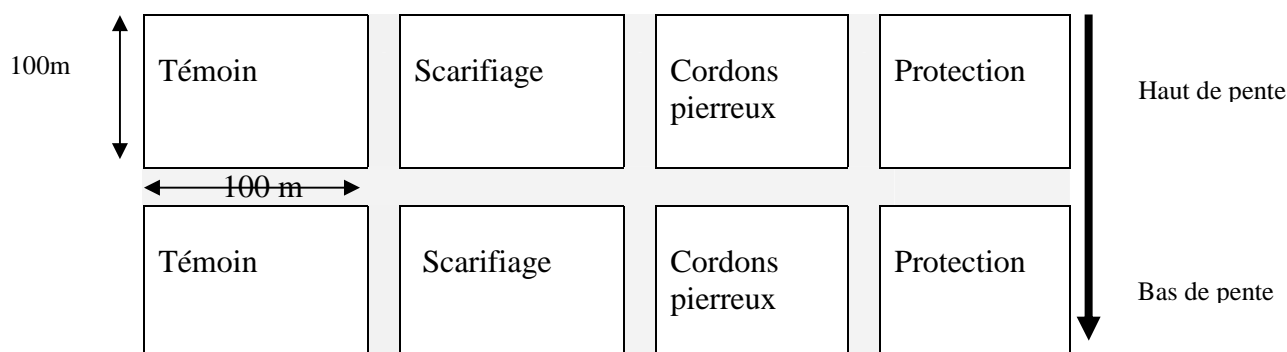 100m
Témoin
Scarifiage
Cordons
pierreux
Protection
Haut de pente
100 m
Témoin
Scarifiage
Cordons
pierreux
Protection
Bas de pente